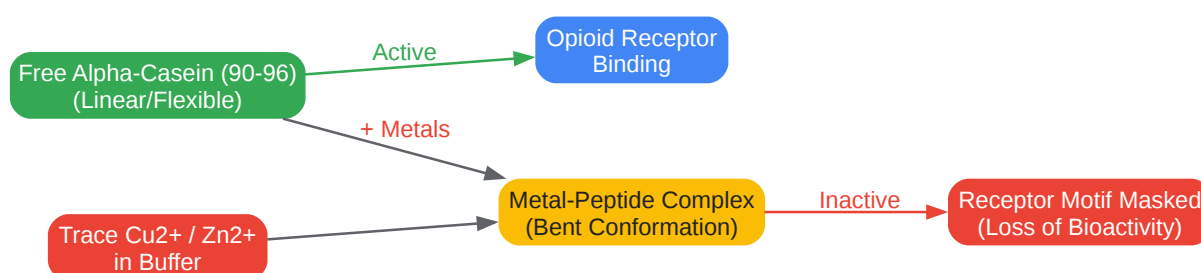 Opioid Receptor
Binding
Active
Free Alpha-Casein (90-96)
(Linear/Flexible)
+ Metals
Metal-Peptide Complex
(Bent Conformation)
Inactive
Receptor Motif Masked
(Loss of Bioactivity)
Trace Cu2+ / Zn2+
in Buffer